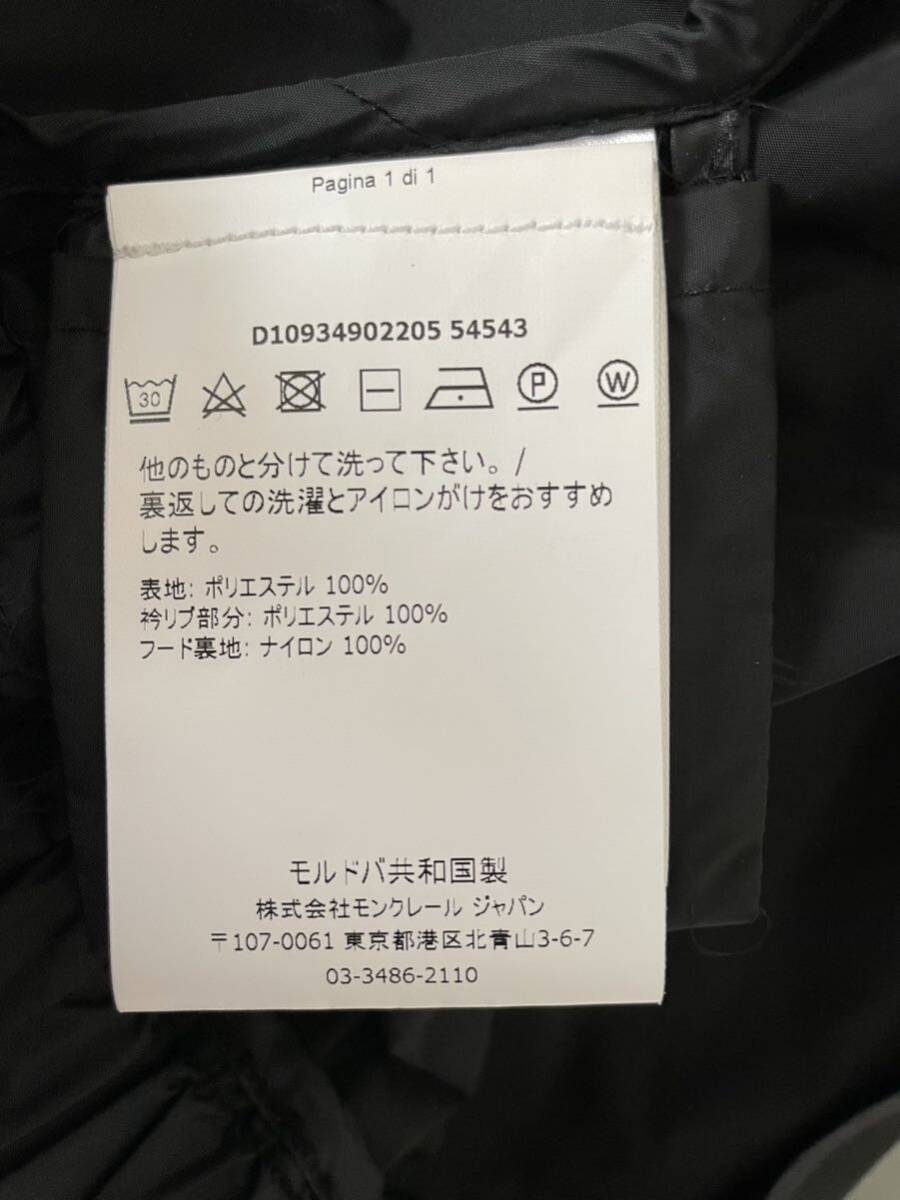 Pagina 1 di 1
D10934902205 54543
30 P W
他のものと分けて洗って下さい。/
裏返しての洗濯とアイロンがけをおすすめ
します。
表地: ポリエステル 100%
衿リブ部分: ポリエステル 100%
フード裏地: ナイロン 100%
モルドバ共和国製
株式会社モンクレール ジャパン
〒107-0061 東京都港区北青山3-6-7
03-3486-2110